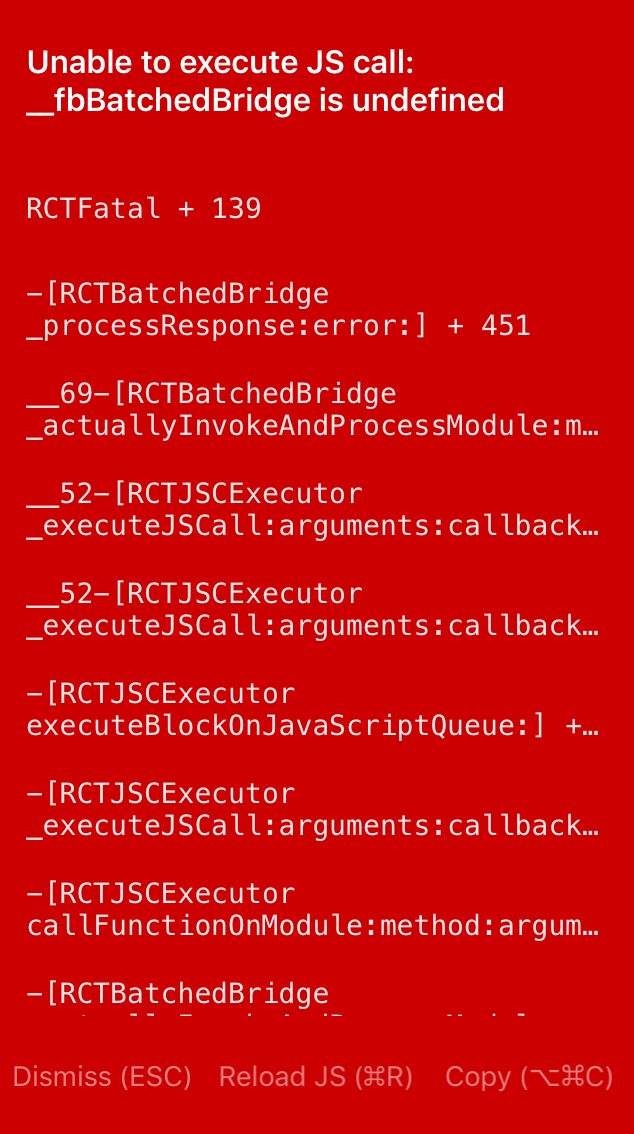 Unable to execute JS call:
__fbBatchedBridge is undefined
RCTFatal + 139
-[RCTBatchedBridge
_processResponse:error:] + 451
__69-[RCTBatchedBridge
_actuallyInvokeAndProcessModule:m…
__52-[RCTJSCExecutor
_executeJSCall:arguments:callback…
__52-[RCTJSCExecutor
_executeJSCall:arguments:callback…
-[RCTJSCExecutor
executeBlockOnJavaScriptQueue:] +…
-[RCTJSCExecutor
_executeJSCall:arguments:callback…
-[RCTJSCExecutor
callFunctionOnModule:method:argum…
-[RCTBatchedBridge
Dismiss (ESC) Reload JS (⌘R) Copy (⌥⌘C)